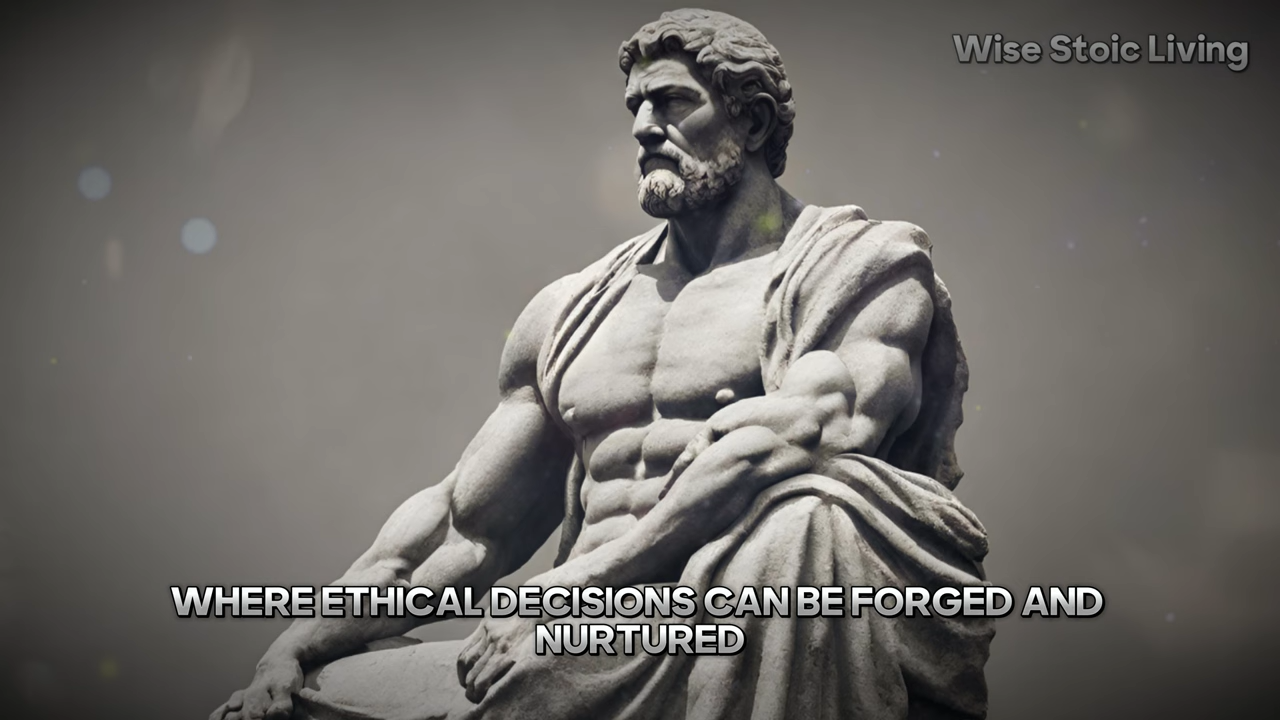 Wise Stoic Living
WHERE ETHICAL DECISIONS CAN BE FORGED AND
NURTURED